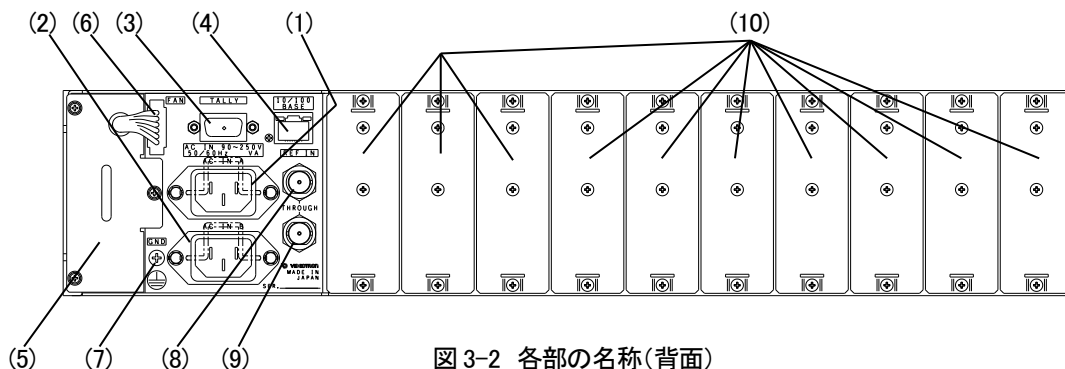 (2) (6) (3) (4) (1) (10)
FAN TALLY 10/100
BASE
AC IN 90~250V
50/60Hz VA REF IN
AC IN A
THROUGH
AC IN B
GND
© VIDEOTRON
MADE IN
JAPAN
SER.
(5) (7) (8) (9) 図 3-2 各部の名称(背面)